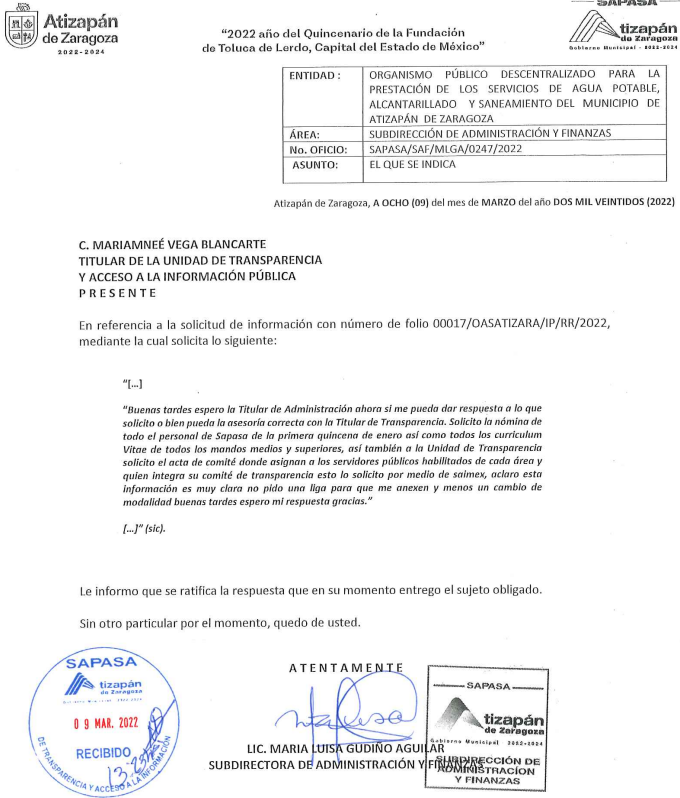 Atizapán
de Zaragoza
2022 - 2024
“2022 año del Quincenario de la Fundación
de Toluca de Lerdo, Capital del Estado de México”
SAPASA
tizapán
de Zaragoza
Gobierno Municipal 2022-2024
ENTIDAD : ORGANISMO PÚBLICO DESCENTRALIZADO PARA LA
PRESTACIÓN DE LOS SERVICIOS DE AGUA POTABLE,
ALCANTARILLADO Y SANEAMIENTO DEL MUNICIPIO DE
ATIZAPÁN DE ZARAGOZA
ÁREA: SUBDIRECCIÓN DE ADMINISTRACIÓN Y FINANZAS
No. OFICIO: SAPASA/SAF/MLGA/0247/2022
ASUNTO: EL QUE SE INDICA
Atizapán de Zaragoza, A OCHO (09) del mes de MARZO del año DOS MIL VEINTIDOS (2022)
C. MARIAMNEÉ VEGA BLANCARTE
TITULAR DE LA UNIDAD DE TRANSPARENCIA
Y ACCESO A LA INFORMACIÓN PÚBLICA
P R E S E N T E
En referencia a la solicitud de información con número de folio 00017/OASATIZARA/IP/RR/2022,
mediante la cual solicita lo siguiente:
“[...]
“Buenas tardes espero la Titular de Administración ahora si me pueda dar respuesta a lo que
solicito o bien pueda la asesoría correcta con la Titular de Transparencia. Solicito la nómina de
todo el personal de Sapasa de la primera quincena de enero así como todos los curriculum
Vitae de todos los mandos medios y superiores, así también a la Unidad de Transparencia
solicito el acta de comité donde asignan a los servidores públicos habilitados de cada área y
quien integra su comité de transparencia esto lo solicito por medio de saimex, aclaro esta
información es muy clara no pido una liga para que me anexen y menos un cambio de
modalidad buenas tardes espero mi respuesta gracias.”
[...]” (sic).
Le informo que se ratifica la respuesta que en su momento entrego el sujeto obligado.
Sin otro particular por el momento, quedo de usted.
A T E N T A M E N T E
LIC. MARIA LUISA GUDIÑO AGUILAR
SUBDIRECTORA DE ADMINISTRACIÓN Y FINANZAS
SAPASA
tizapán
de Zaragoza
Gobierno Municipal 2022-2024
0 9 MAR. 2022
RECIBIDO
DE TRANSPARENCIA Y ACCESO A LA INFORMACIÓN
SAPASA
tizapán
de Zaragoza
Gobierno Municipal 2022-2024
SUBDIRECCIÓN DE
ADMINISTRACÍON
Y FINANZAS